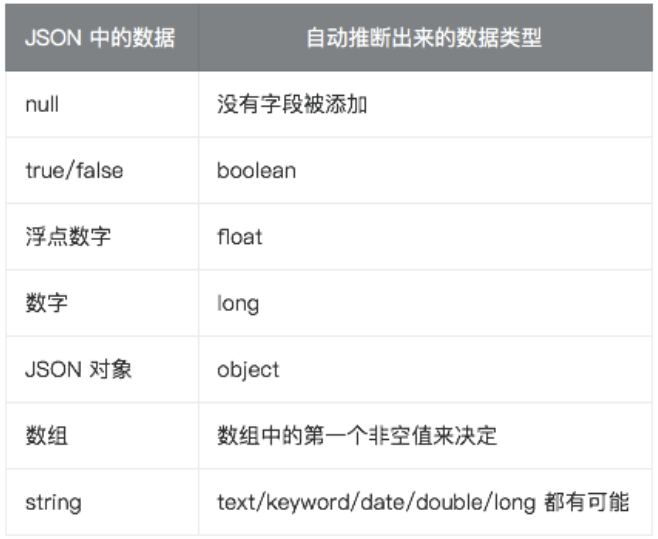 JSON 中的数据 自动推断出来的数据类型
null 没有字段被添加
true/false boolean
浮点数字 float
数字 long
JSON 对象 object
数组 数组中的第一个非空值来决定
string text/keyword/date/double/long 都有可能